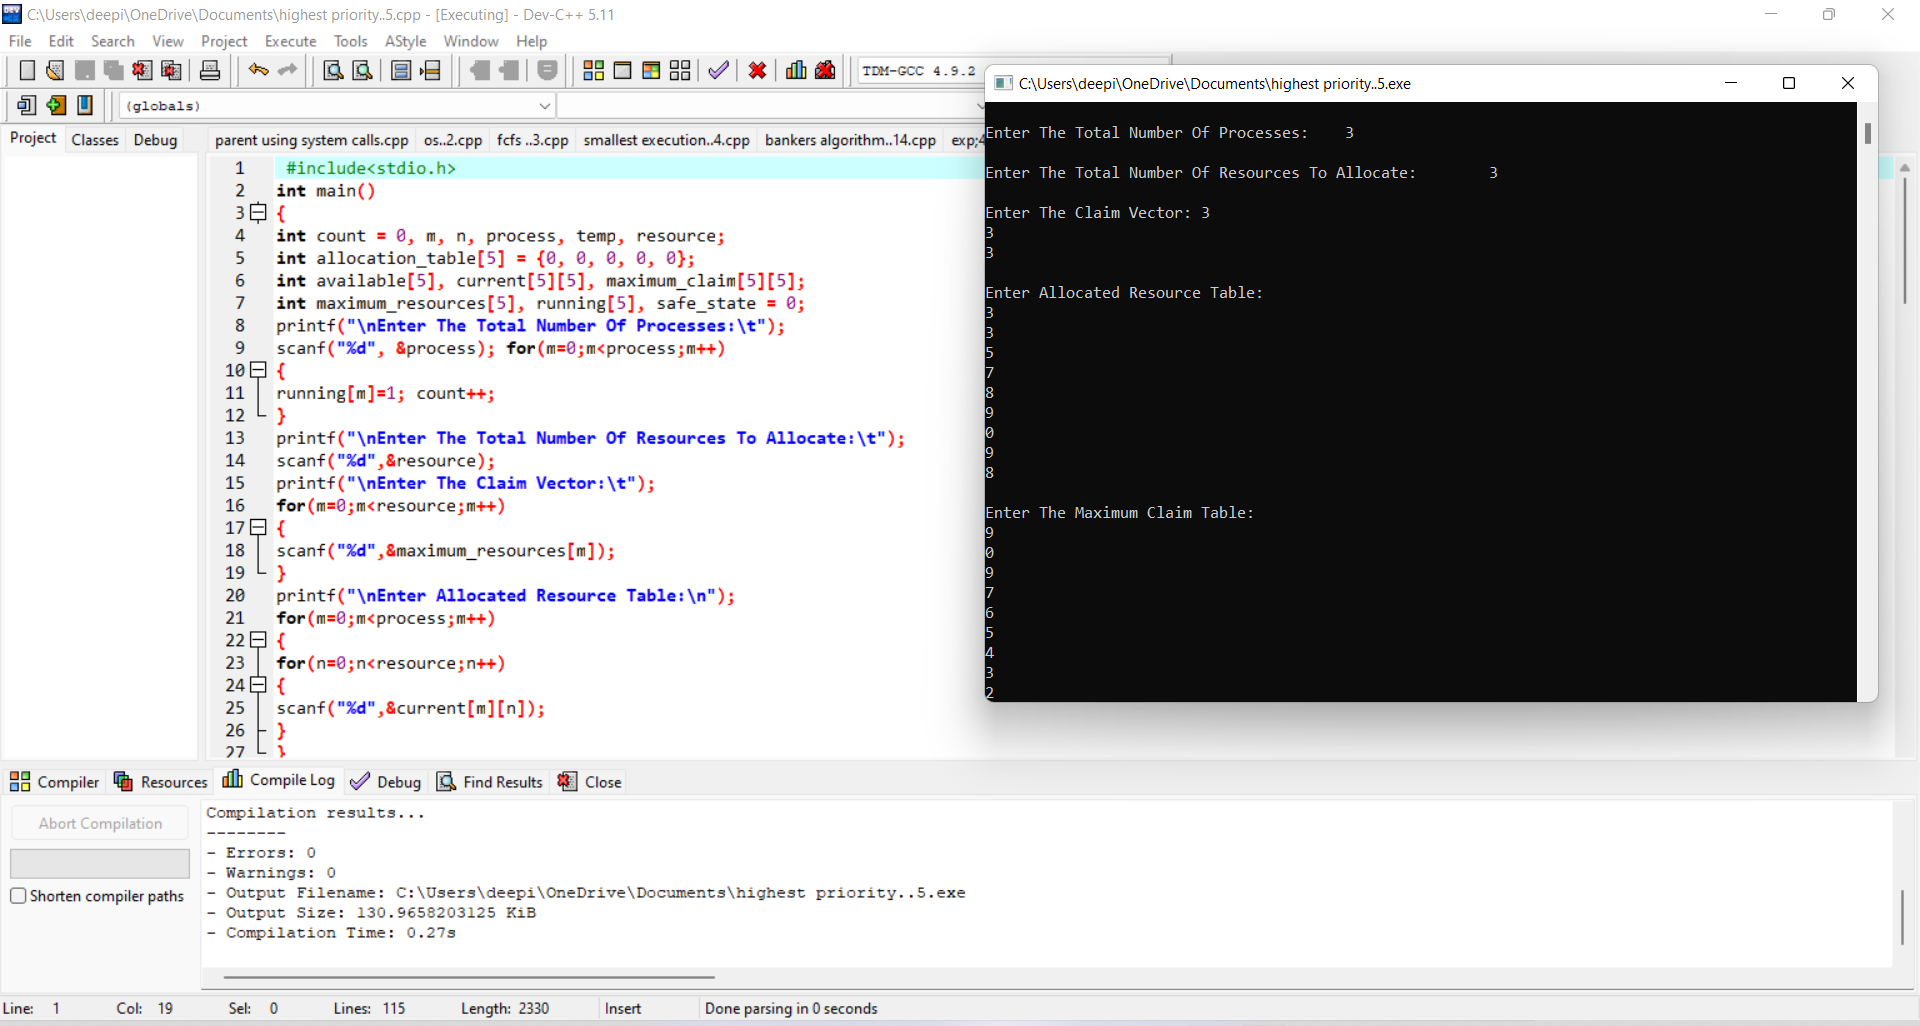 C:\Users\deepi\OneDrive\Documents\highest priority..5.cpp - [Executing] - Dev-C++ 5.11
File Edit Search View Project Execute Tools AStyle Window Help
TDM-GCC 4.9.2
(globals)
Project Classes Debug
parent using system calls.cpp os..2.cpp fcfs ..3.cpp smallest execution..4.cpp bankers algorithm..14.cpp exp;4
1 #include<stdio.h>
2 int main()
3 {
4 int count = 0, m, n, process, temp, resource;
5 int allocation_table[5] = {0, 0, 0, 0, 0};
6 int available[5], current[5][5], maximum_claim[5][5];
7 int maximum_resources[5], running[5], safe_state = 0;
8 printf("\nEnter The Total Number Of Processes:\t");
9 scanf("%d", &process); for(m=0;m<process;m++)
10 {
11 running[m]=1; count++;
12 }
13 printf("\nEnter The Total Number Of Resources To Allocate:\t");
14 scanf("%d",&resource);
15 printf("\nEnter The Claim Vector:\t");
16 for(m=0;m<resource;m++)
17 {
18 scanf("%d",&maximum_resources[m]);
19 }
20 printf("\nEnter Allocated Resource Table:\n");
21 for(m=0;m<process;m++)
22 {
23 for(n=0;n<resource;n++)
24 {
25 scanf("%d",&current[m][n]);
26 }
27 }
C:\Users\deepi\OneDrive\Documents\highest priority..5.exe
Enter The Total Number Of Processes: 3
Enter The Total Number Of Resources To Allocate: 3
Enter The Claim Vector: 3
3
3
Enter Allocated Resource Table:
3
3
5
7
8
9
0
9
8
Enter The Maximum Claim Table:
9
0
9
7
6
5
4
3
2
Compiler Resources Compile Log Debug Find Results Close
Abort Compilation
Shorten compiler paths
Compilation results...
--------
- Errors: 0
- Warnings: 0
- Output Filename: C:\Users\deepi\OneDrive\Documents\highest priority..5.exe
- Output Size: 130.9658203125 KiB
- Compilation Time: 0.27s
Line: 1 Col: 19 Sel: 0 Lines: 115 Length: 2330 Insert Done parsing in 0 seconds